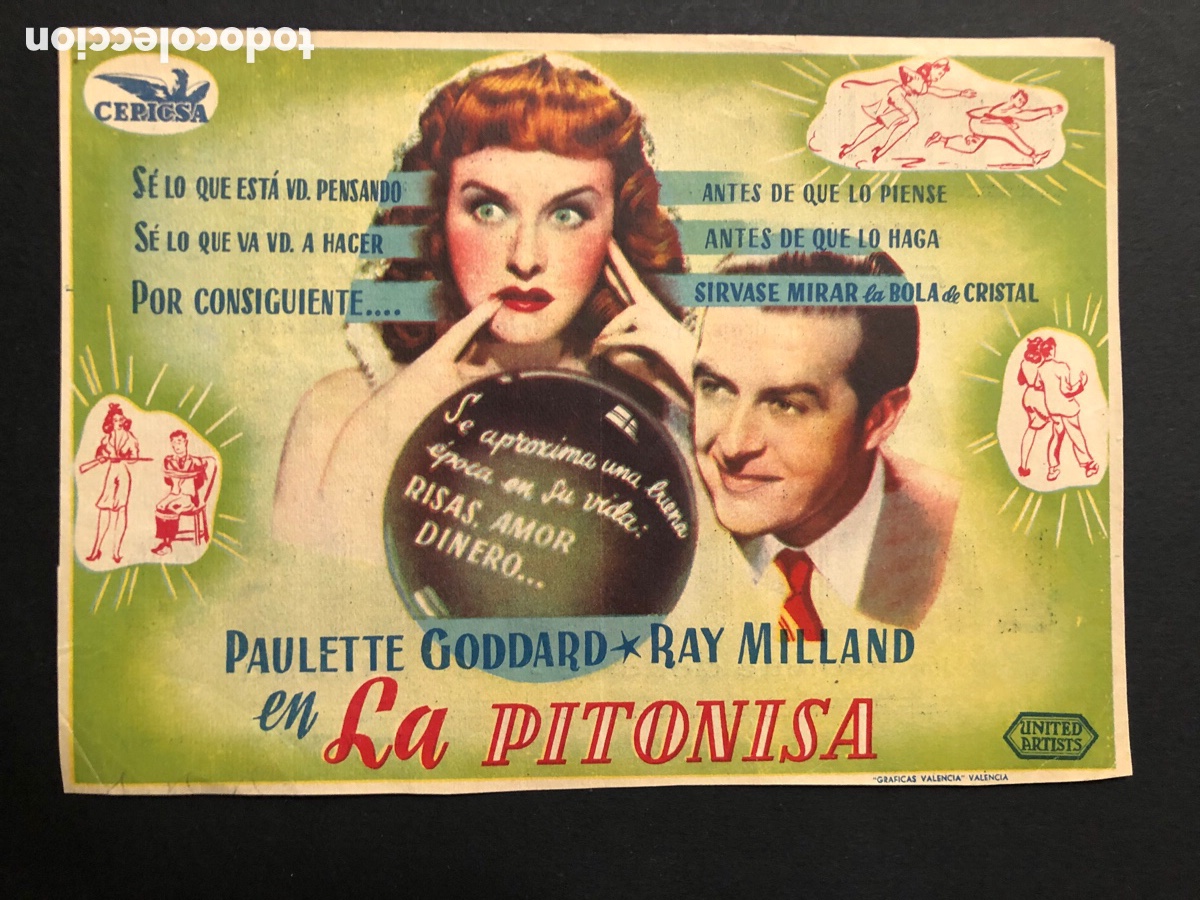 todocoleccion
CEPICSA
SÉ LO QUE ESTÁ VD. PENSANDO ANTES DE QUE LO PIENSE
SÉ LO QUE VA VD. A HACER ANTES DE QUE LO HAGA
POR CONSIGUIENTE.... SIRVASE MIRAR la BOLA de CRISTAL
Se aproxima una buena
época en su vida:
RISAS, AMOR
DINERO...
PAULETTE GODDARD ★ RAY MILLAND
en La PITONISA
UNITED
ARTISTS
"GRAFICAS VALENCIA" VALENCIA